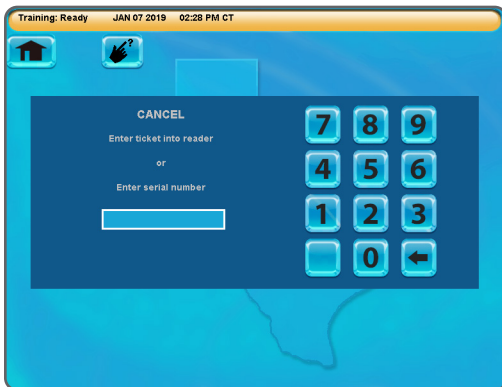 Training: Ready JAN 07 2019 02:28 PM CT
?
CANCEL
Enter ticket into reader
or
Enter serial number
7 8 9
4 5 6
1 2 3
0